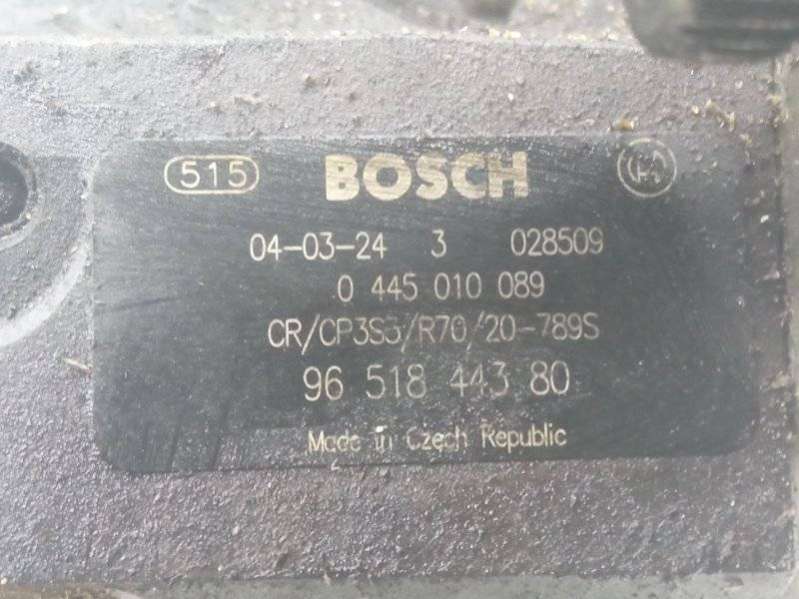 515 BOSCH
04-03-24 3 028509
0 445 010 089
CR/CP3S3/R70/20-789S
96 518 443 80
Made in Czech Republic